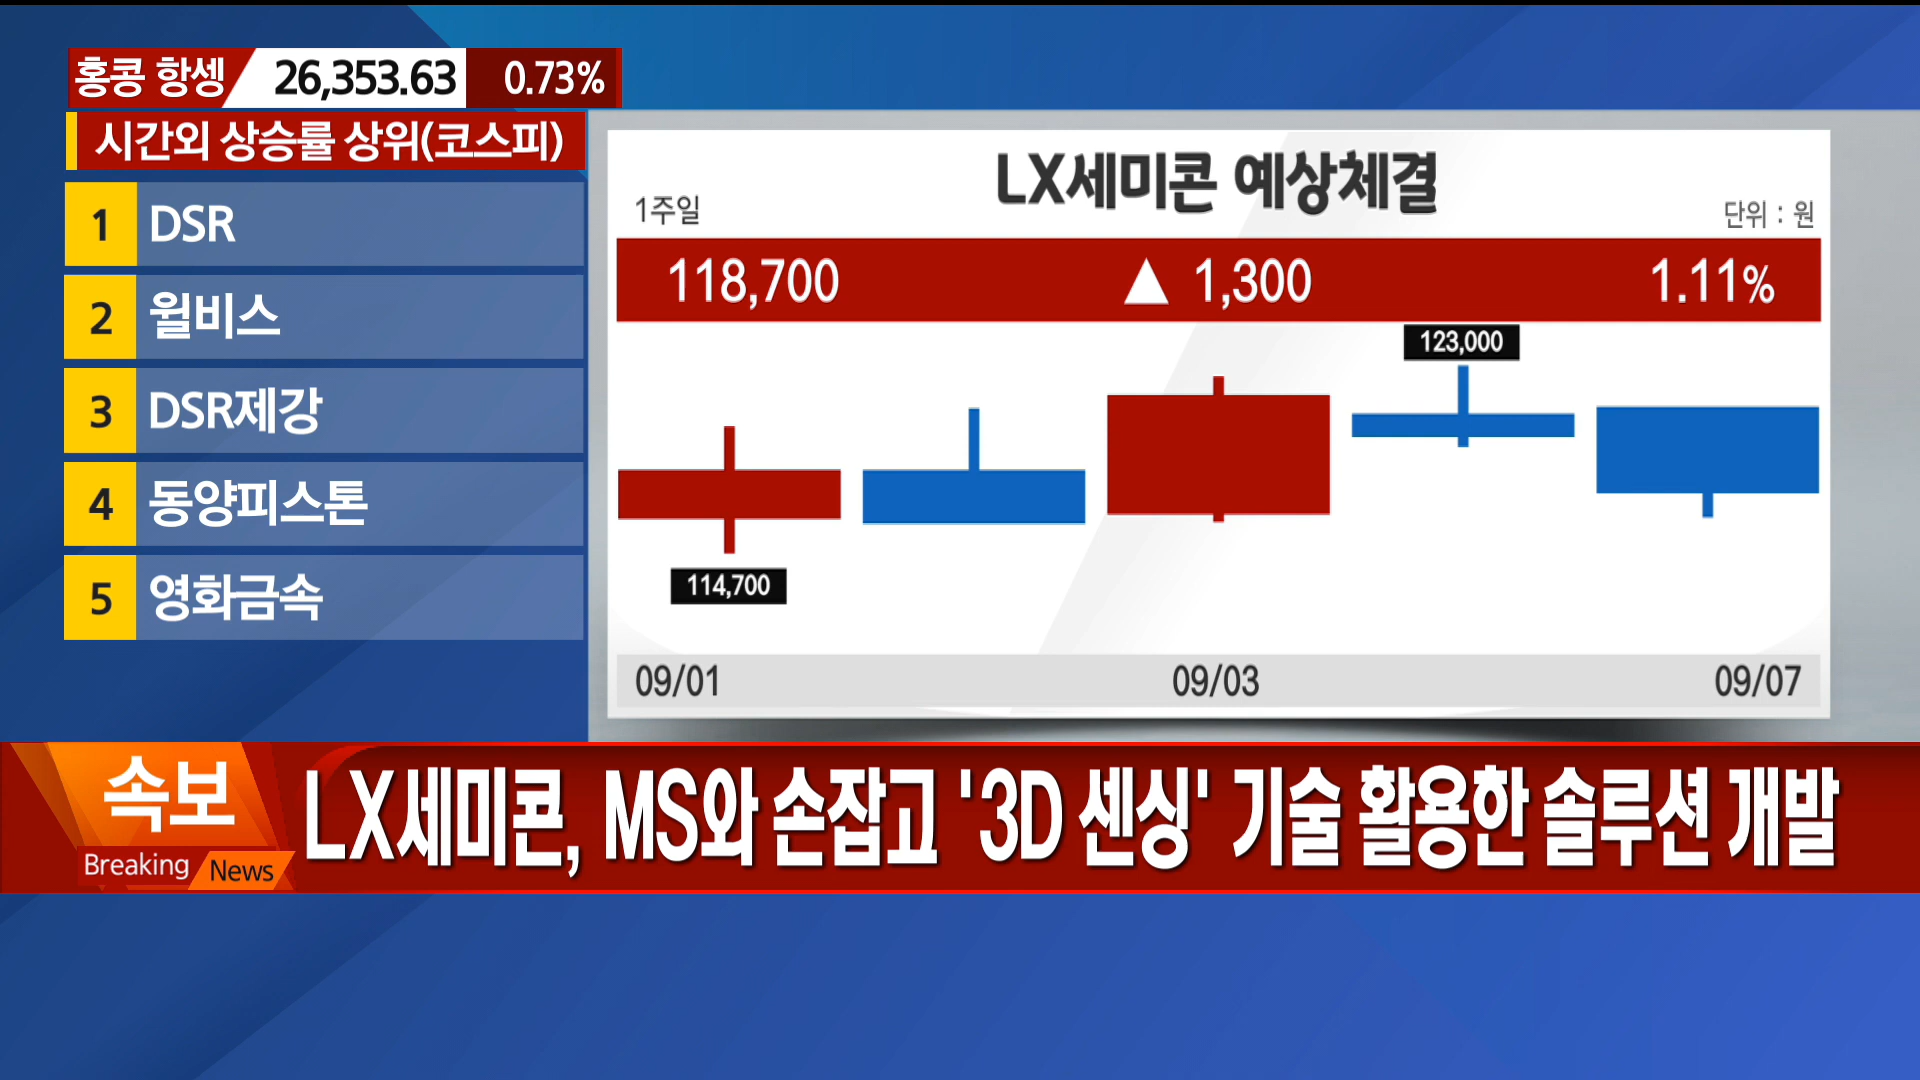 홍콩 항셍 26,353.63 0.73%
시간외 상승률 상위(코스피)
1 DSR
2 윌비스
3 DSR제강
4 동양피스톤
5 영화금속
LX세미콘 예상체결
1주일 단위 : 원
118,700 ▲ 1,300 1.11%
123,000
114,700
09/01 09/03 09/07
속보
Breaking News
LX세미콘, MS와 손잡고 '3D 센싱' 기술 활용한 솔루션 개발